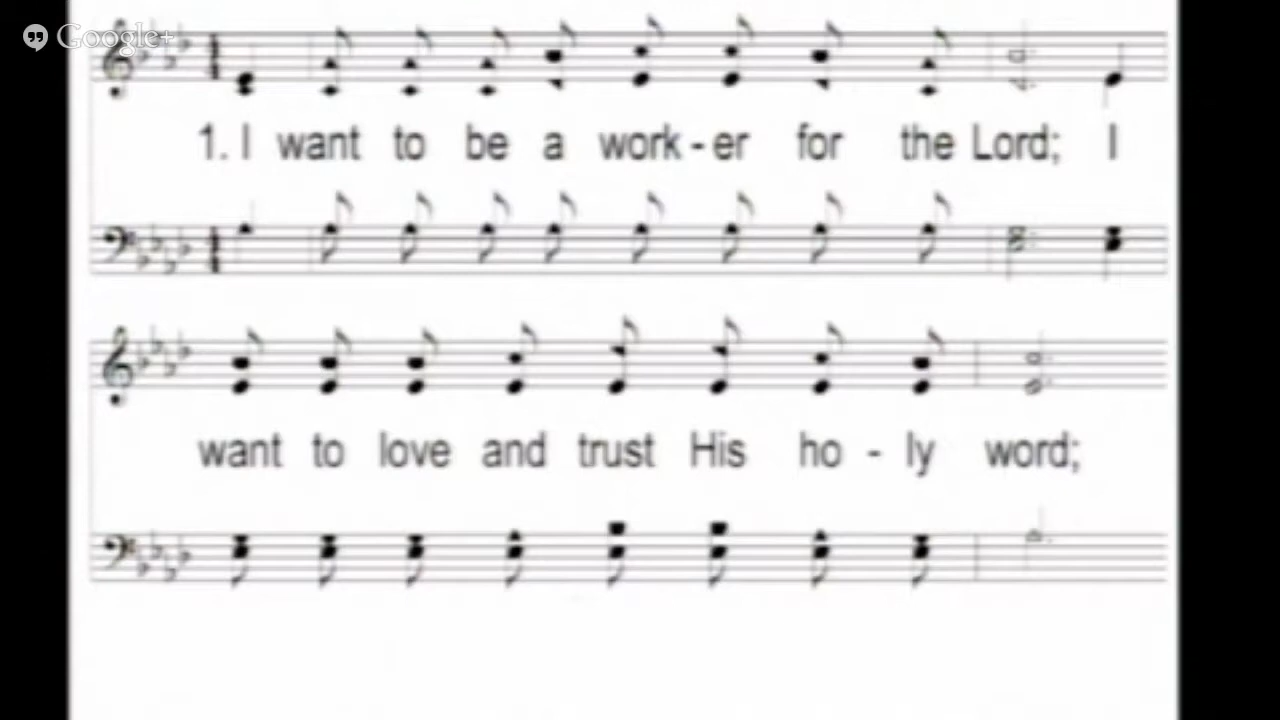 Google+
1. I want to be a work - er for the Lord; I
want to love and trust His ho - ly word;